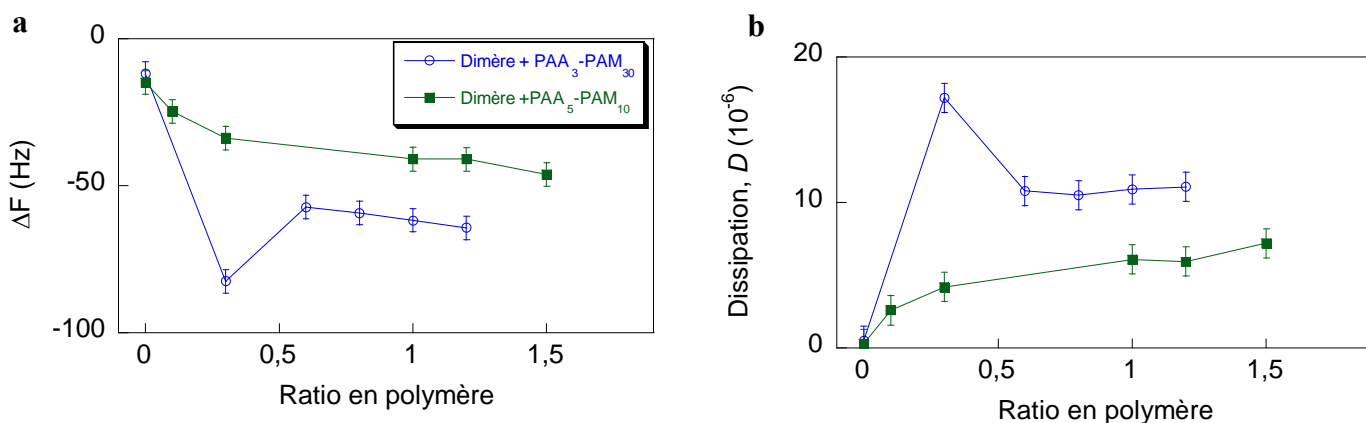 a
0
-50
-100
ΔF (Hz)
Dimère + PAA3-PAM30
Dimère +PAA5-PAM10
0 0,5 1 1,5
Ratio en polymère
b
20
10
0
Dissipation, D (10-6)
0 0,5 1 1,5
Ratio en polymère